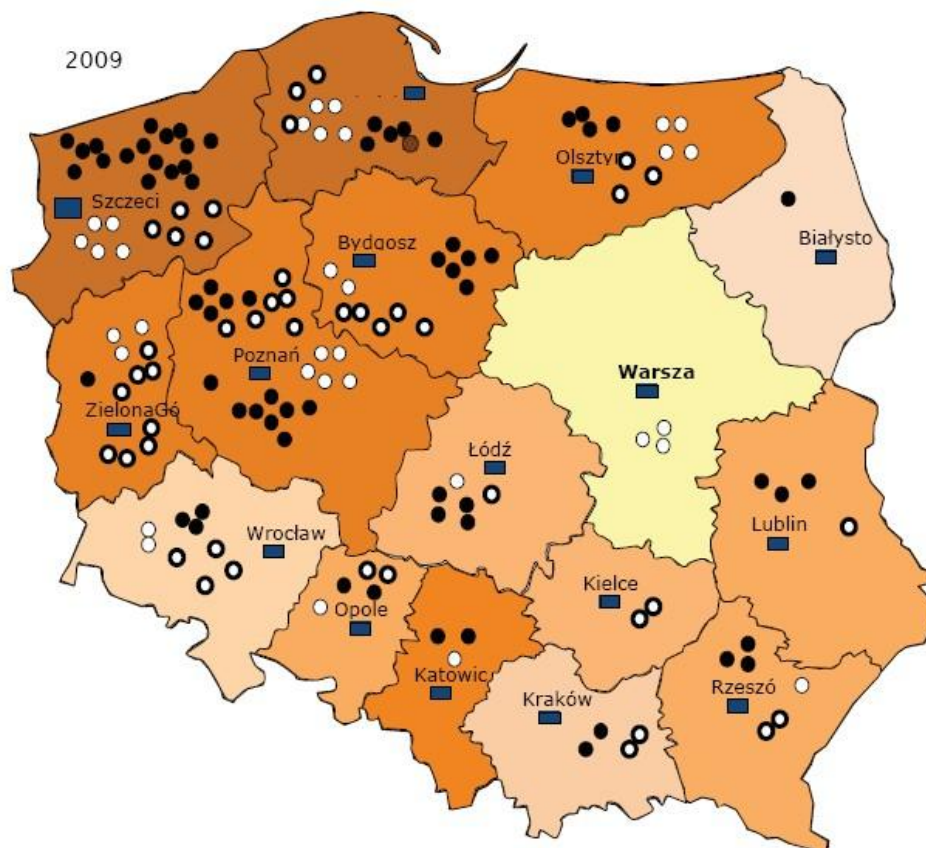 2009
Olsztyn
Szczeci
Białysto
Bydgosz
Poznań
Warsza
ZielonaGó
Łódź
Wrocław
Lublin
Kielce
Opole
Katowic
Kraków
Rzeszó